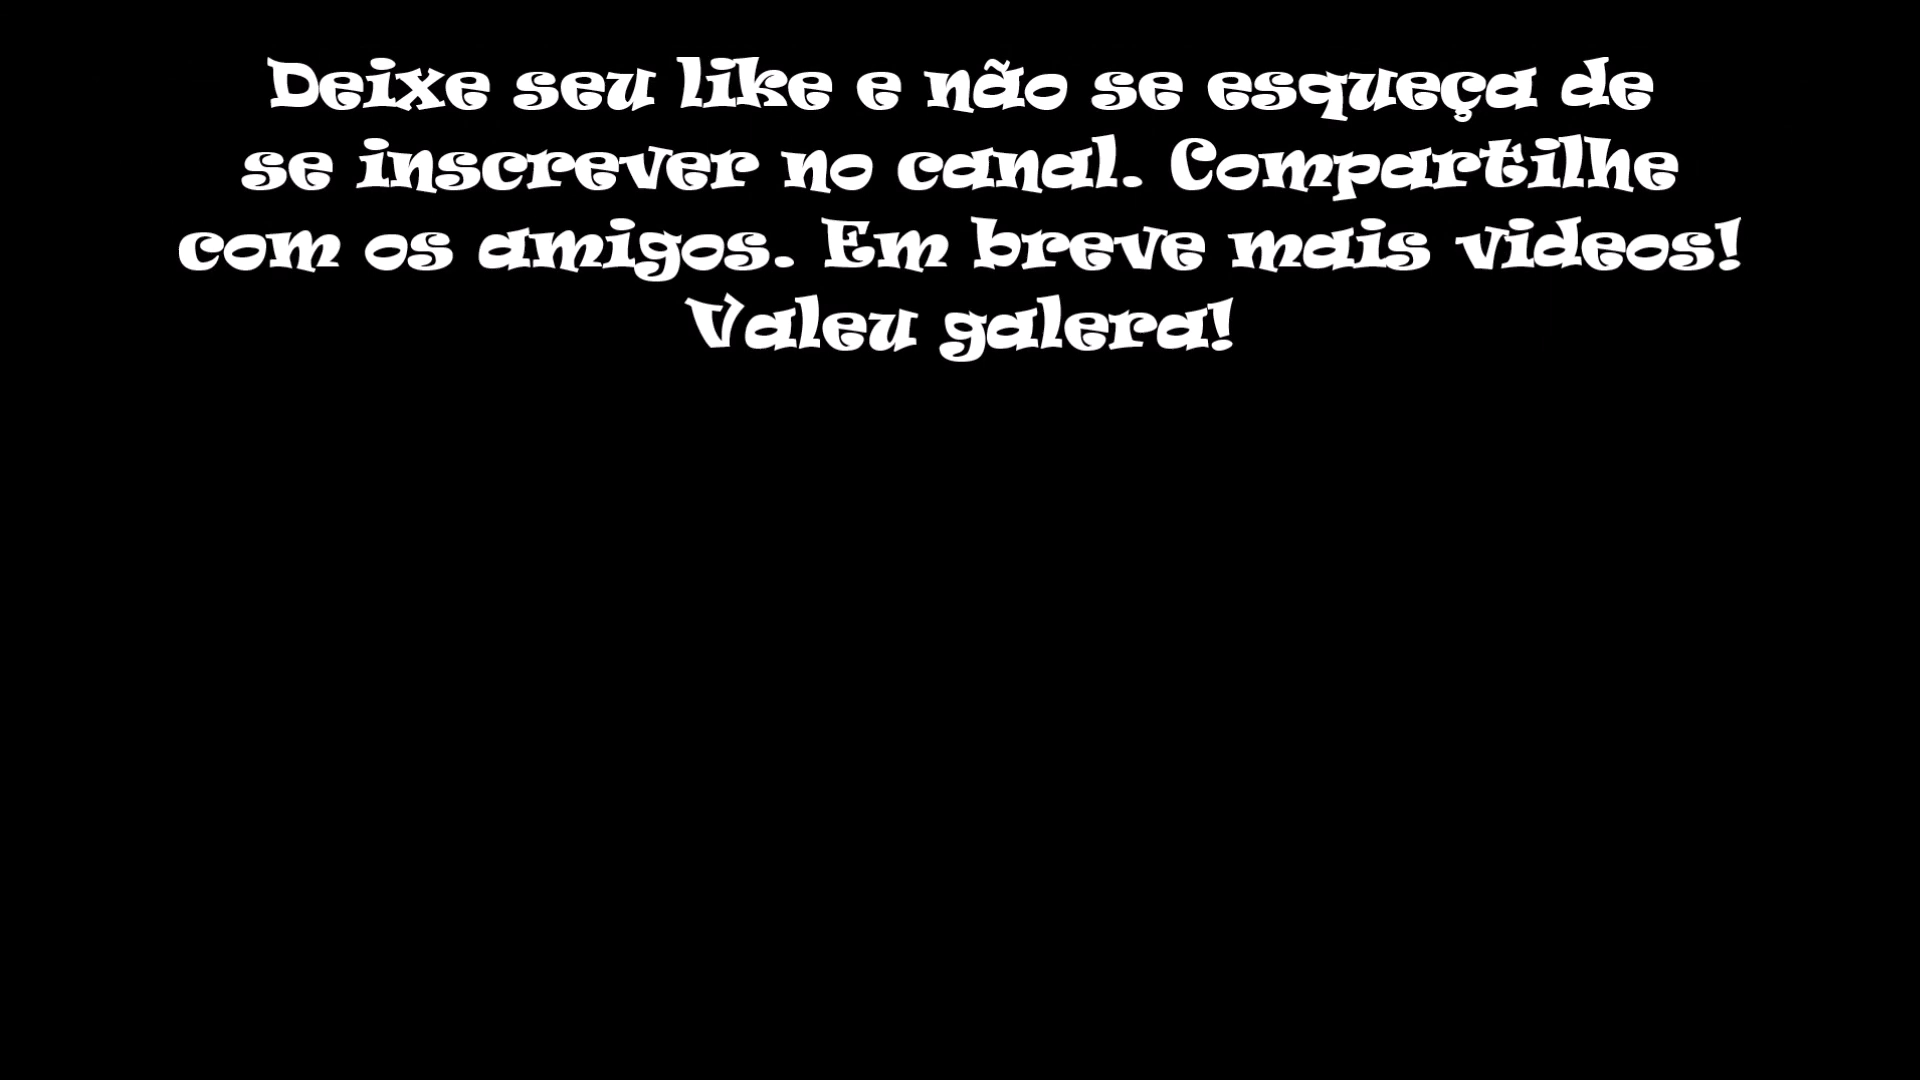 Deixe seu like e não se esqueça de
se inscrever no canal. Compartilhe
com os amigos. Em breve mais videos!
Valeu galera!